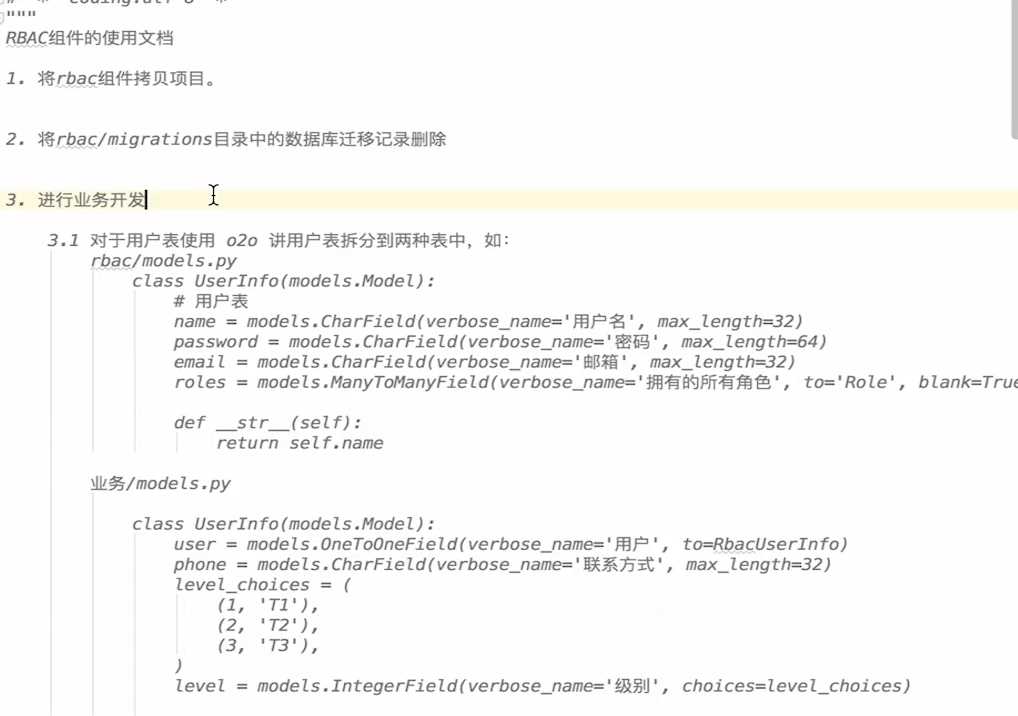 """
RBAC组件的使用文档
1. 将rbac组件拷贝项目。
2. 将rbac/migrations目录中的数据库迁移记录删除
3. 进行业务开发
3.1 对于用户表使用 o2o 讲用户表拆分到两种表中，如：
rbac/models.py
class UserInfo(models.Model):
# 用户表
name = models.CharField(verbose_name='用户名', max_length=32)
password = models.CharField(verbose_name='密码', max_length=64)
email = models.CharField(verbose_name='邮箱', max_length=32)
roles = models.ManyToManyField(verbose_name='拥有的所有角色', to='Role', blank=True
def __str__(self):
return self.name
业务/models.py
class UserInfo(models.Model):
user = models.OneToOneField(verbose_name='用户', to=RbacUserInfo)
phone = models.CharField(verbose_name='联系方式', max_length=32)
level_choices = (
(1, 'T1'),
(2, 'T2'),
(3, 'T3'),
)
level = models.IntegerField(verbose_name='级别', choices=level_choices)